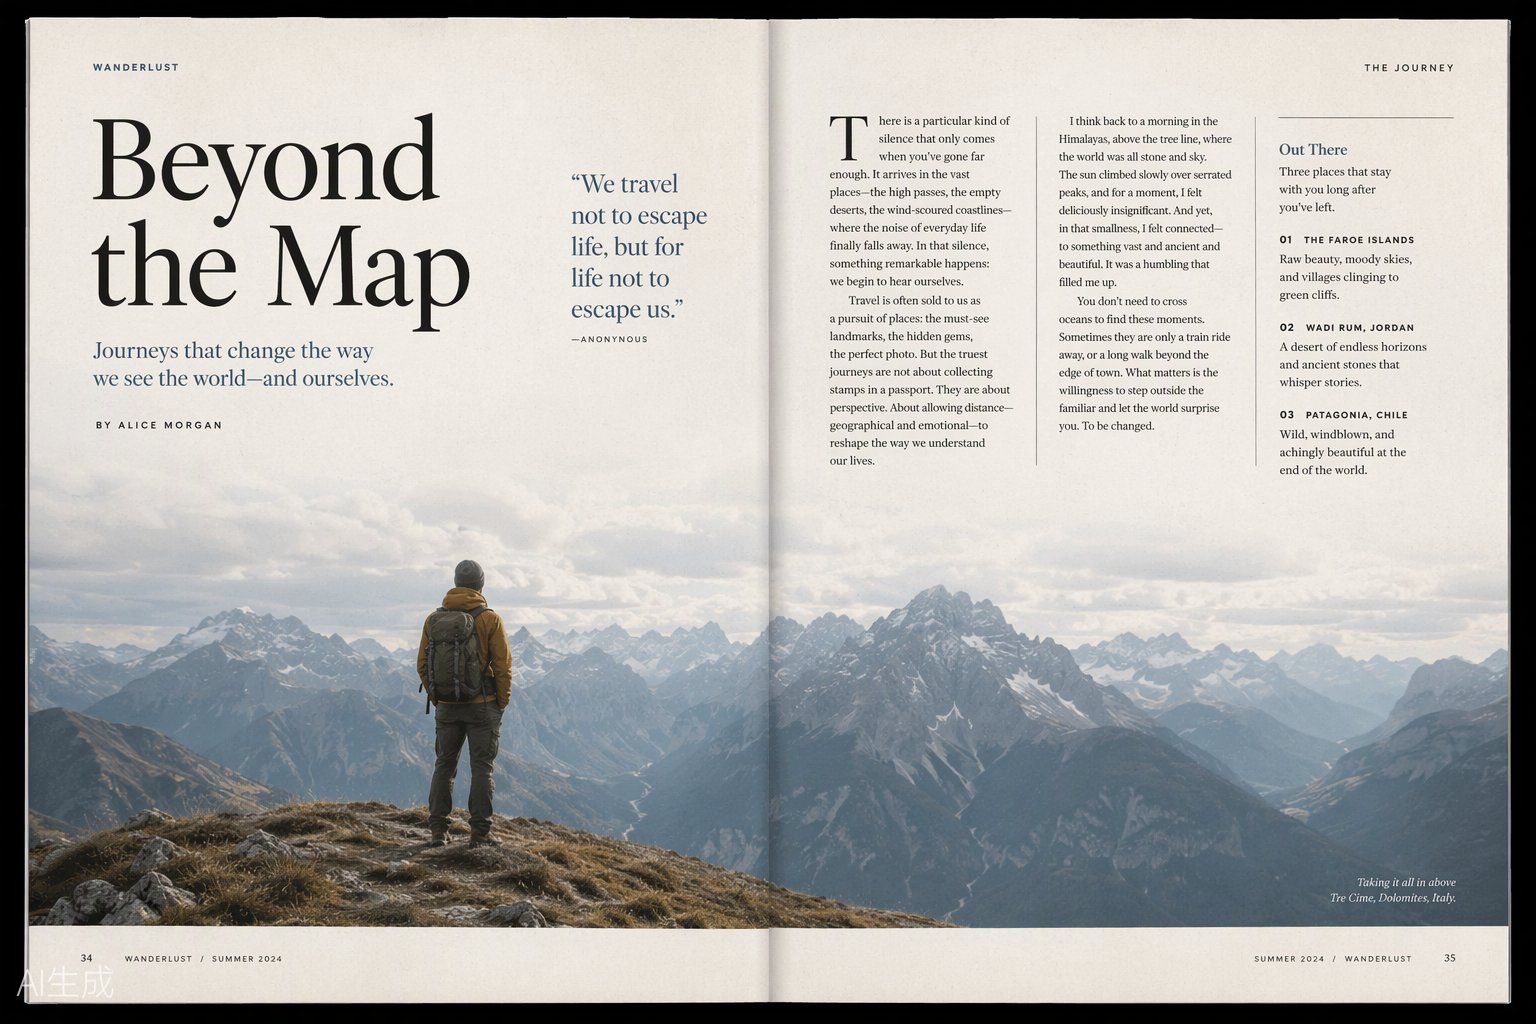 WANDERLUST
Beyond
the Map
Journeys that change the way
we see the world—and ourselves.
BY ALICE MORGAN
“We travel
not to escape
life, but for
life not to
escape us.”
—ANONYNOUS
THE JOURNEY
There is a particular kind of
silence that only comes
when you’ve gone far
enough. It arrives in the vast
places—the high passes, the empty
deserts, the wind-scoured coastlines—
where the noise of everyday life
finally falls away. In that silence,
something remarkable happens:
we begin to hear ourselves.
Travel is often sold to us as
a pursuit of places: the must-see
landmarks, the hidden gems,
the perfect photo. But the truest
journeys are not about collecting
stamps in a passport. They are about
perspective. About allowing distance—
geographical and emotional—to
reshape the way we understand
our lives.
I think back to a morning in the
Himalayas, above the tree line, where
the world was all stone and sky.
The sun climbed slowly over serrated
peaks, and for a moment, I felt
deliciously insignificant. And yet,
in that smallness, I felt connected—
to something vast and ancient and
beautiful. It was a humbling that
filled me up.
You don’t need to cross
oceans to find these moments.
Sometimes they are only a train ride
away, or a long walk beyond the
edge of town. What matters is the
willingness to step outside the
familiar and let the world surprise
you. To be changed.
Out There
Three places that stay
with you long after
you’ve left.
01 THE FAROE ISLANDS
Raw beauty, moody skies,
and villages clinging to
green cliffs.
02 WADI RUM, JORDAN
A desert of endless horizons
and ancient stones that
whisper stories.
03 PATAGONIA, CHILE
Wild, windblown, and
achingly beautiful at the
end of the world.
Taking it all in above
Tre Cime, Dolomites, Italy.
34 WANDERLUST / SUMMER 2024
SUMMER 2024 / WANDERLUST 35
AI生成